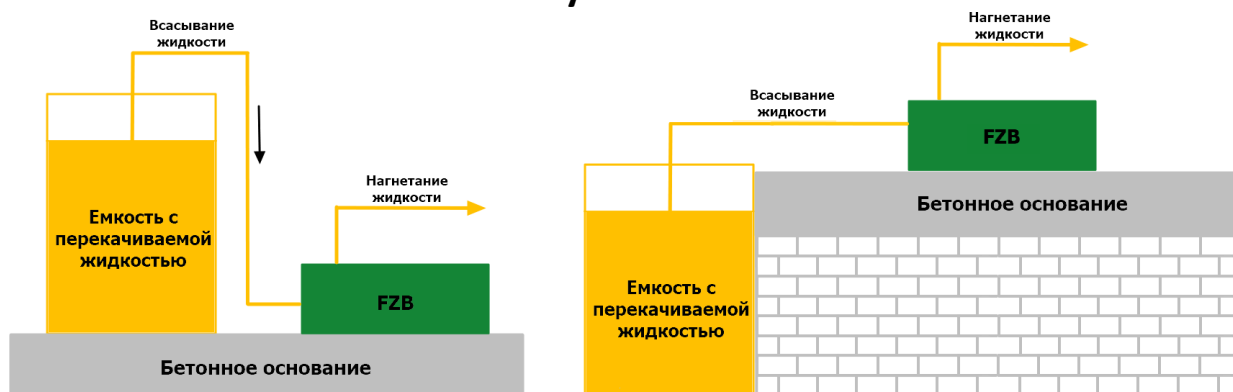 Всасывание
жидкости
Нагнетание
жидкости
Емкость с
перекачиваемой
жидкостью
FZB
Бетонное основание
Нагнетание
жидкости
Всасывание
жидкости
FZB
Бетонное основание
Емкость с
перекачиваемой
жидкостью